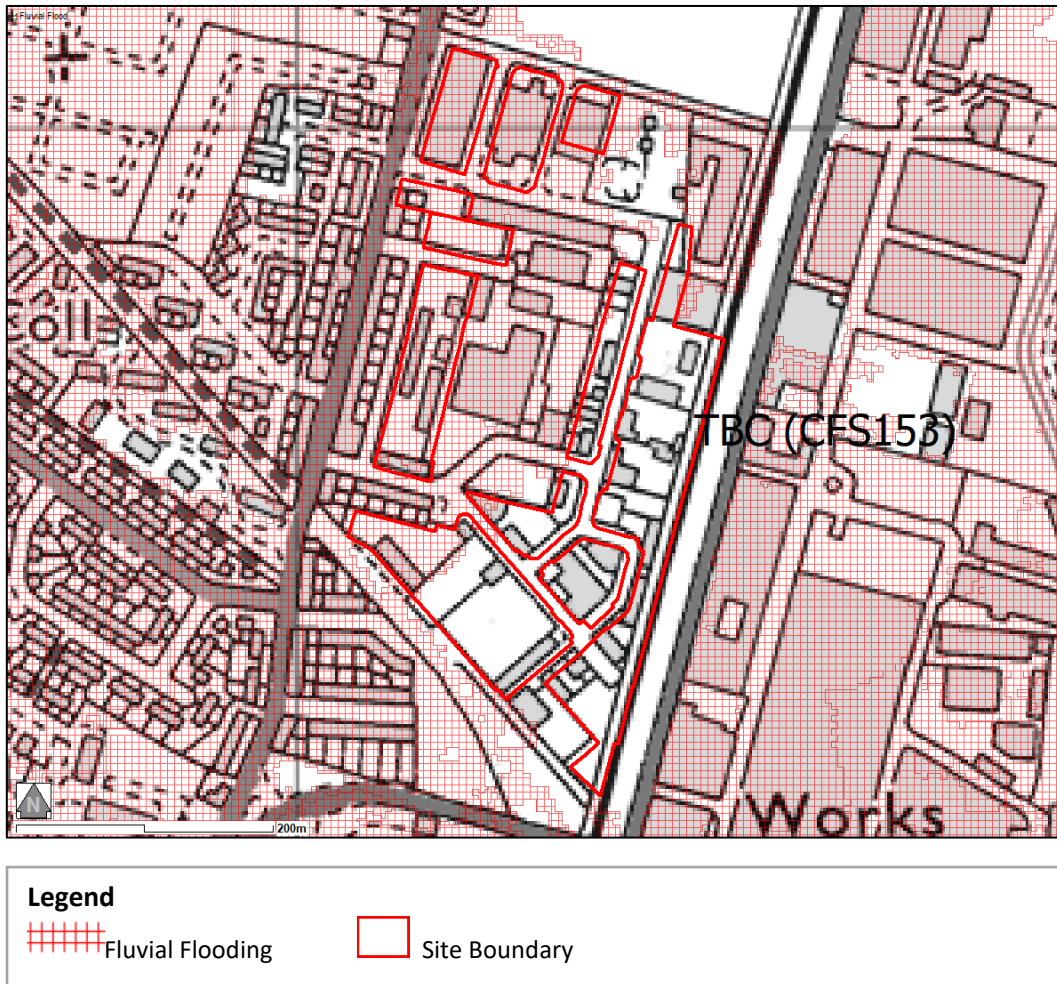 Fluvial Flood
TBC (CFS153)
N
200m
Works
Legend
Fluvial Flooding
Site Boundary